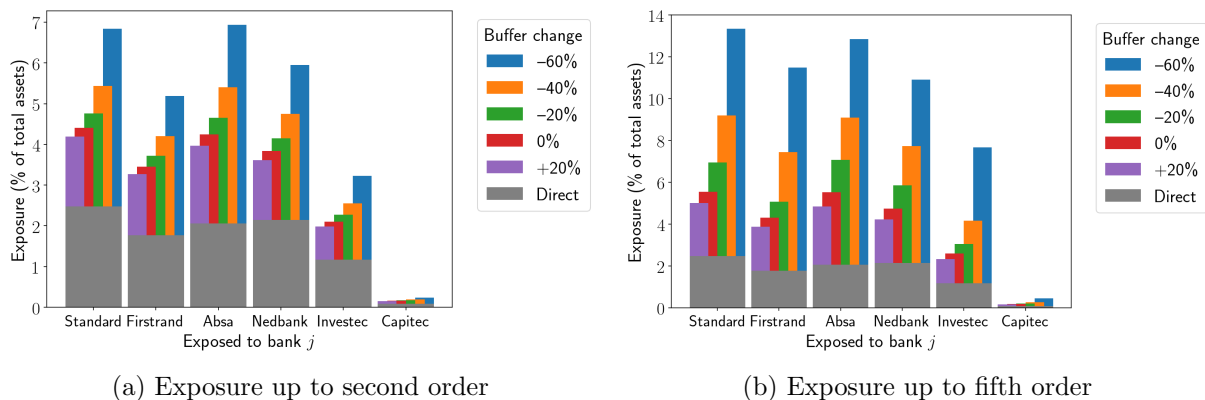 Exposure (% of total assets)
7
6
5
4
3
2
1
0
Standard Firstrand Absa Nedbank Investec Capitec
Exposed to bank j
Buffer change
−60%
−40%
−20%
0%
+20%
Direct
(a) Exposure up to second order
Exposure (% of total assets)
14
12
10
8
6
4
2
0
Standard Firstrand Absa Nedbank Investec Capitec
Exposed to bank j
Buffer change
−60%
−40%
−20%
0%
+20%
Direct
(b) Exposure up to fifth order